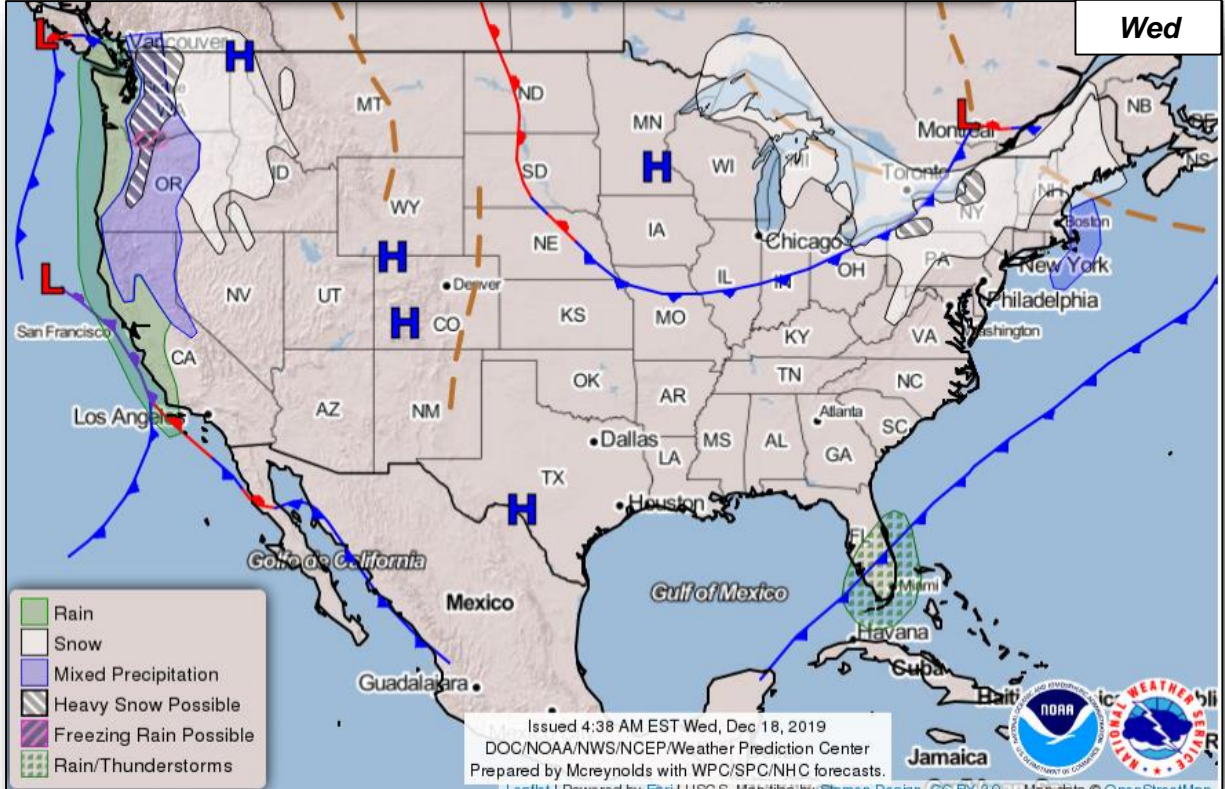 Wed
L
Vancouver
H
MT
ND
MN
L
Montreal
NB
NS
WI
H
SD
OR
ID
Toronto
NH
WY
NY
Boston
IA
NE
H
Chicago
PA
New York
OH
IL
IN
L
NV
UT
Denver
H
CO
KS
MO
Philadelphia
San Francisco
KY
VA
Washington
CA
OK
TN
NC
AR
Los Angeles
AZ
NM
Atlanta
SC
Dallas
MS
AL
GA
LA
TX
H
Houston
FL
Golfo de California
Miami
Mexico
Gulf of Mexico
Havana
Cuba
Guadalajara
Jamaica
Rain
Snow
Mixed Precipitation
Heavy Snow Possible
Freezing Rain Possible
Rain/Thunderstorms
Issued 4:38 AM EST Wed, Dec 18, 2019
DOC/NOAA/NWS/NCEP/Weather Prediction Center
Prepared by Mcreynolds with WPC/SPC/NHC forecasts.
NOAA
NATIONAL WEATHER SERVICE